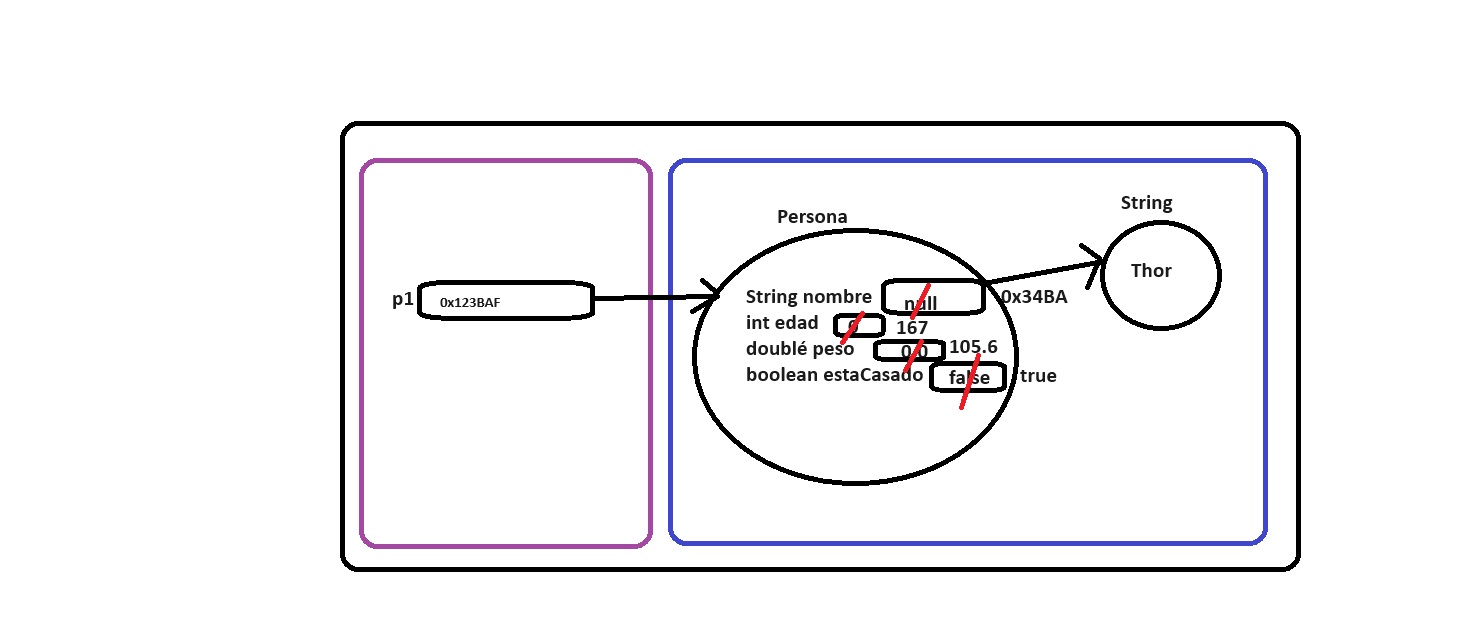 String
Persona
Thor
p1 0x123BAF
String nombre null 0x34BA
int edad 0 167
doublé peso 0.0 105.6
boolean estaCasado false true